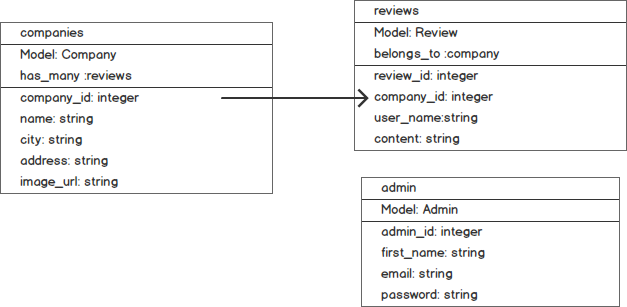 companies
Model: Company
has_many :reviews
company_id: integer
name: string
city: string
address: string
image_url: string
reviews
Model: Review
belongs_to :company
review_id: integer
company_id: integer
user_name:string
content: string
admin
Model: Admin
admin_id: integer
first_name: string
email: string
password: string